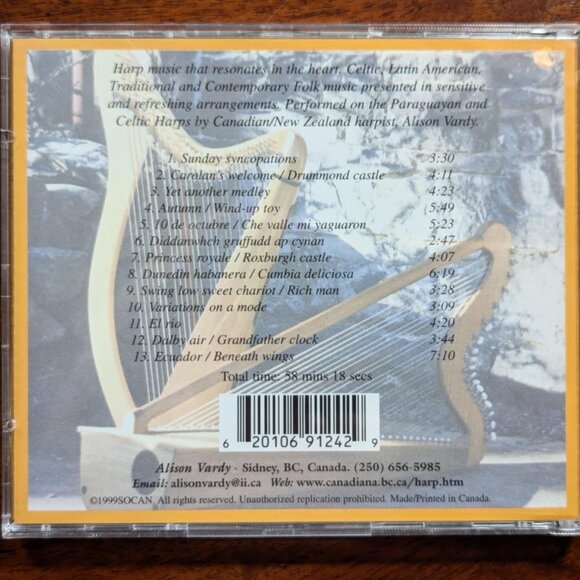 Harp music that resonates in the heart. Celtic, Latin American,
Traditional and Contemporary Folk music presented in sensitive
and refreshing arrangements. Performed on the Paraguayan and
Celtic Harps by Canadian/New Zealand harpist, Alison Vardy.
1. Sunday syncopations 3:30
2. Carolan's welcome / Drummond castle 4:11
3. Yet another medley 4:23
4. Autumn / Wind-up toy 5:49
5. 10 de octubre / Che valle mi yaguaron 5:23
6. Diddanwhch gruffudd ap cynan 2:47
7. Princess royale / Roxburgh castle 4:07
8. Dunedin habanera / Cumbia deliciosa 6:19
9. Swing low sweet chariot / Rich man 3:28
10. Variations on a mode 3:09
11. El rio 4:20
12. Dalby air / Grandfather clock 3:44
13. Ecuador / Beneath wings 7:10
Total time: 58 mins 18 secs
6 20106 91242 9
Alison Vardy - Sidney, BC, Canada. (250) 656-5985
Email: alisonvardy@ii.ca Web: www.canadiana.bc.ca/harp.htm
©1999SOCAN. All rights reserved. Unauthorized replication prohibited. Made/Printed in Canada.